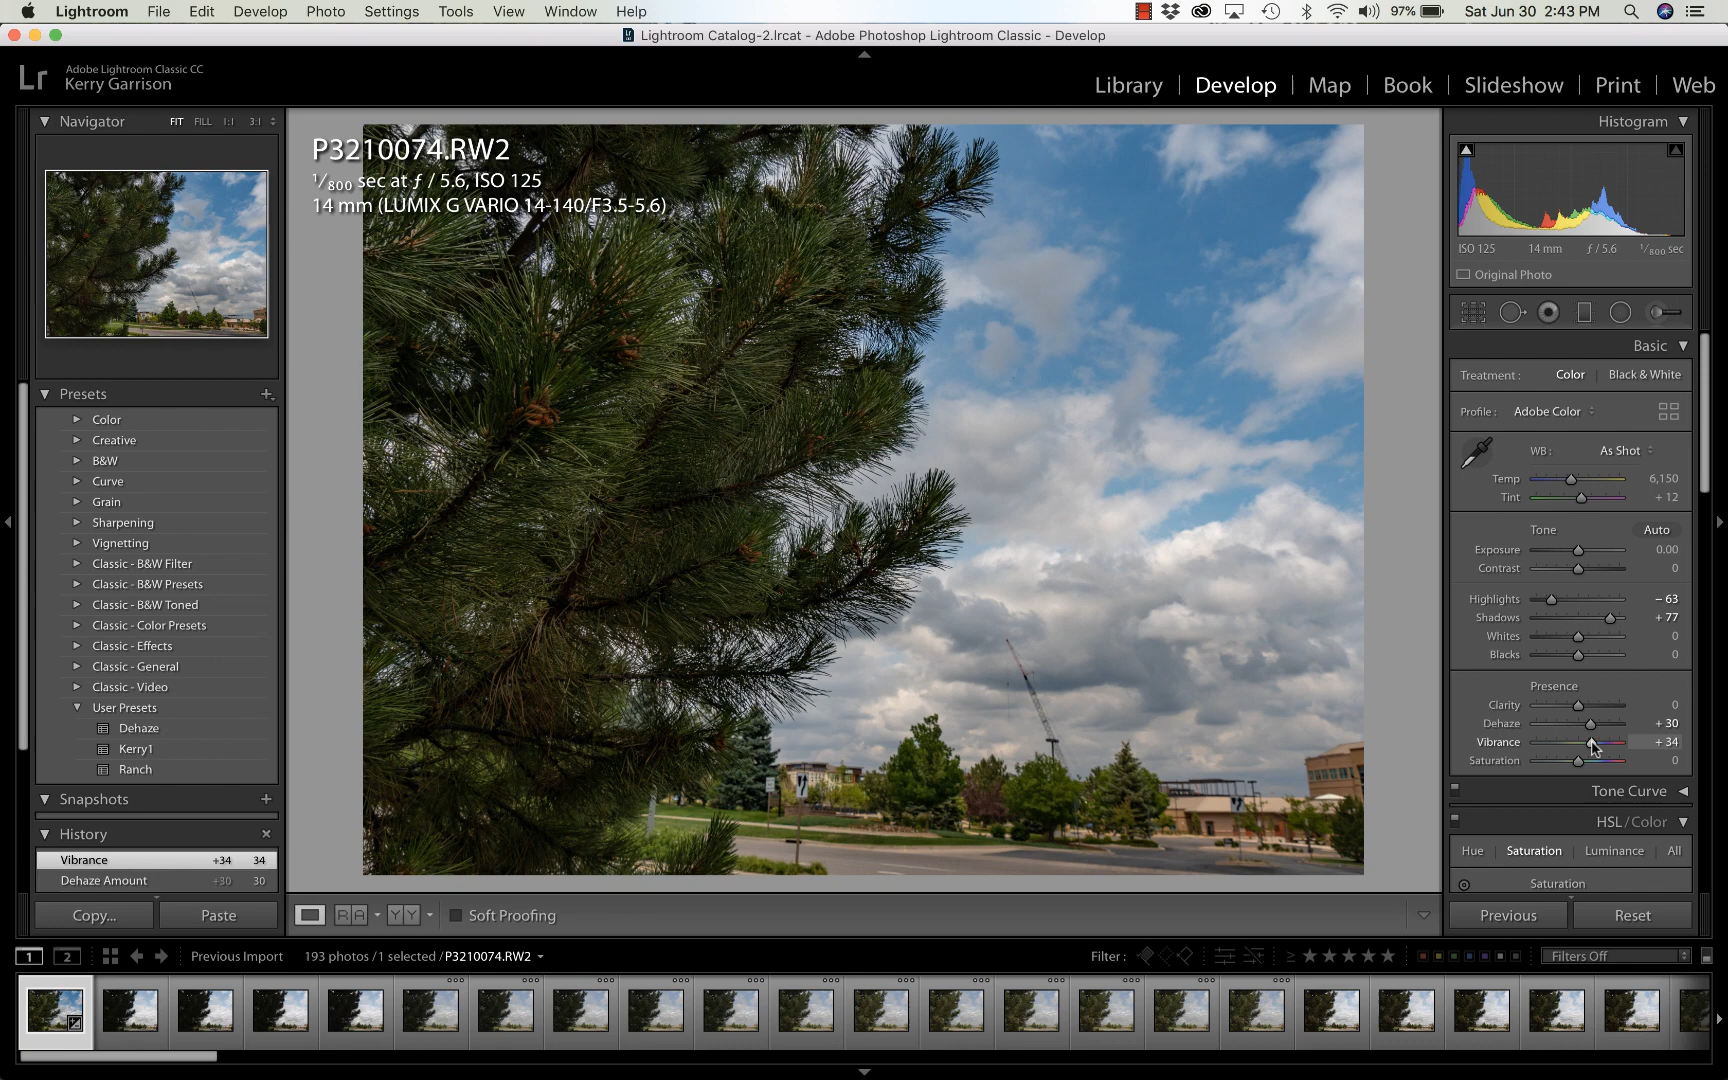 Lightroom File Edit Develop Photo Settings Tools View Window Help 97% Sat Jun 30 2:43 PM
Lightroom Catalog-2.lrcat - Adobe Photoshop Lightroom Classic - Develop
Lr Adobe Lightroom Classic CC
Kerry Garrison
Library | Develop | Map | Book | Slideshow | Print | Web
Navigator FIT FILL 1:1 3:1
Presets +
Color
Creative
B&W
Curve
Grain
Sharpening
Vignetting
Classic - B&W Filter
Classic - B&W Presets
Classic - B&W Toned
Classic - Color Presets
Classic - Effects
Classic - General
Classic - Video
User Presets
Dehaze
Kerry1
Ranch
Snapshots +
History ×
Vibrance +34 34
Dehaze Amount +30 30
Copy... Paste
P3210074.RW2
1/800 sec at ƒ / 5.6, ISO 125
14 mm (LUMIX G VARIO 14-140/F3.5-5.6)
R A Y Y Soft Proofing
Histogram
ISO 125 14 mm ƒ / 5.6 1/800 sec
Original Photo
Basic
Treatment : Color | Black & White
Profile : Adobe Color
WB : As Shot
Temp 6,150
Tint + 12
Tone Auto
Exposure 0.00
Contrast 0
Highlights – 63
Shadows + 77
Whites 0
Blacks 0
Presence
Clarity 0
Dehaze + 30
Vibrance + 34
Saturation 0
Tone Curve
HSL / Color
Hue | Saturation | Luminance | All
Saturation
Previous Reset
1 2 Previous Import 193 photos / 1 selected / P3210074.RW2 Filter : ≥ ★ ★ ★ ★ ★ Filters Off